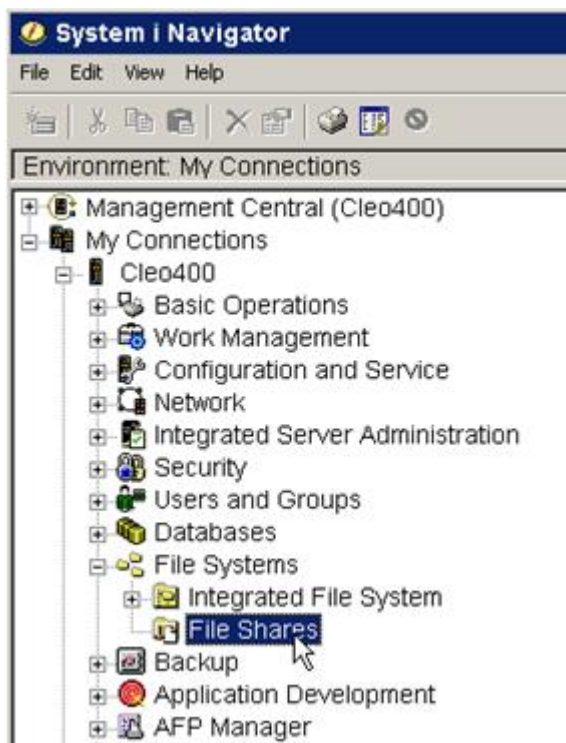 System i Navigator
File Edit View Help
Environment: My Connections
Management Central (Cleo400)
My Connections
Cleo400
Basic Operations
Work Management
Configuration and Service
Network
Integrated Server Administration
Security
Users and Groups
Databases
File Systems
Integrated File System
File Shares
Backup
Application Development
AFP Manager